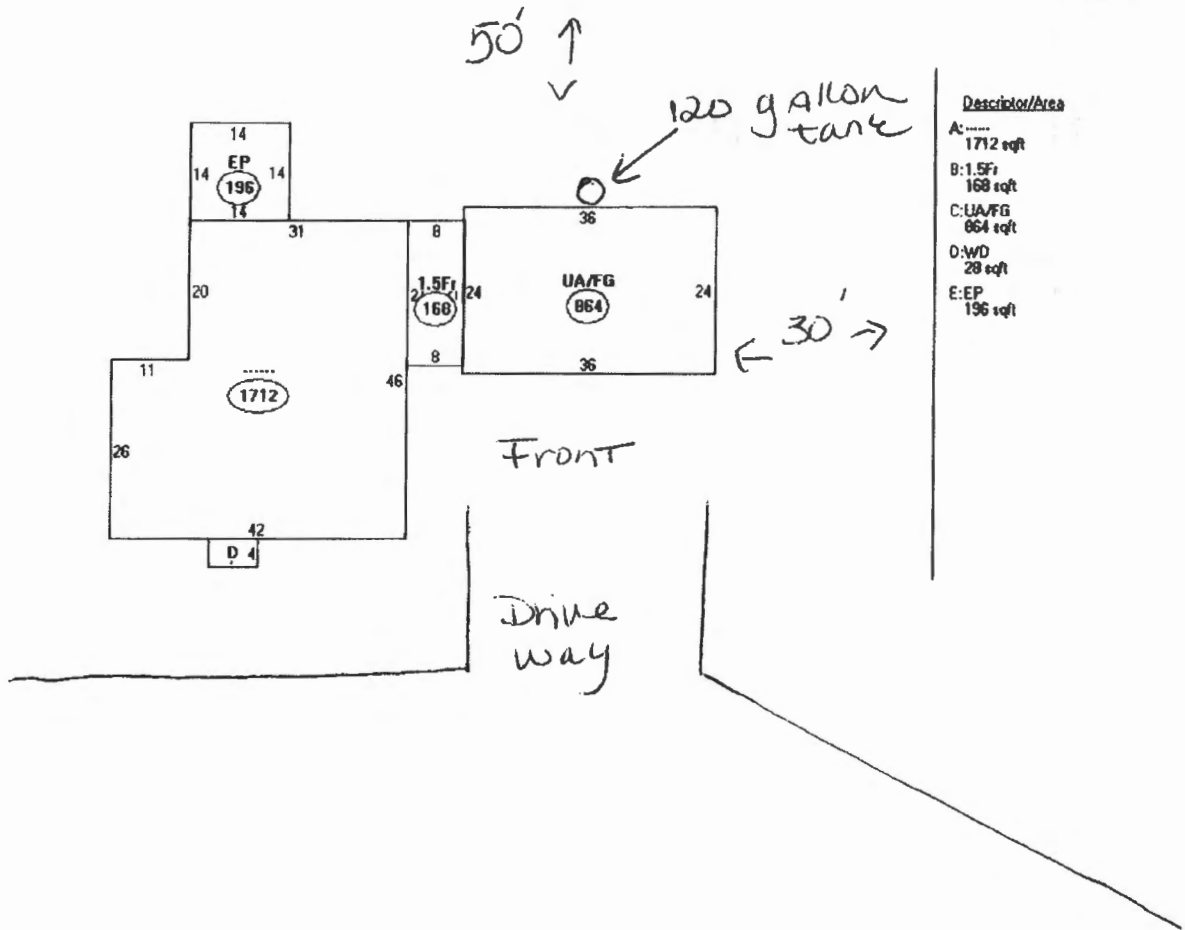 50'
120 gallon
tank
Descriptor/Area
A:......
1712 sqft
B:1.5Fr
168 sqft
C:UA/FG
864 sqft
D:WD
28 sqft
E:EP
196 sqft
14
EP
14 14
196
14
31
8
36
20
1.5Fr
24
168
UA/FG
864
24
30'
8
36
11
......
1712
46
26
Front
42
D 4
Drive
way